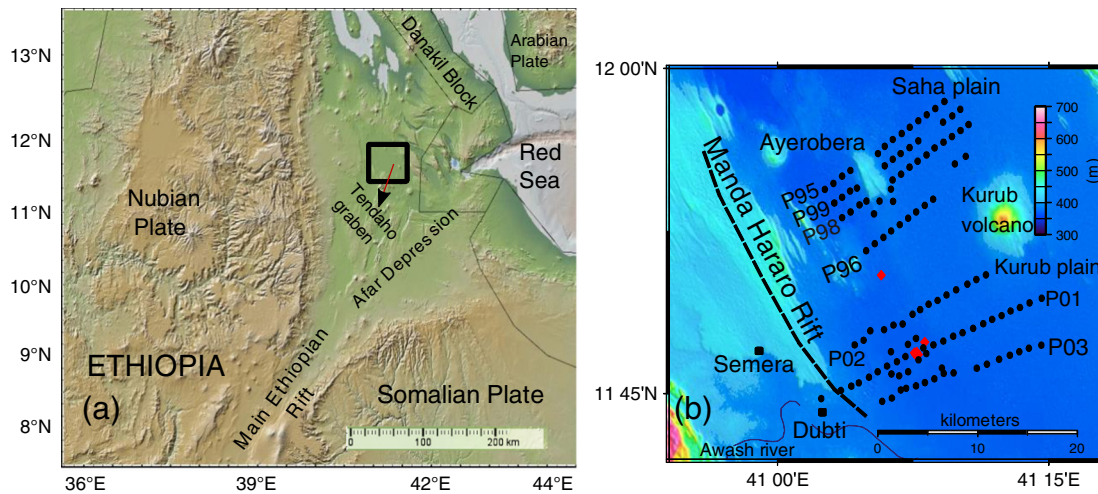 13°N
12°N
11°N
10°N
9°N
8°N
36°E
39°E
42°E
44°E
Danakil Block
Arabian
Plate
Red
Sea
Nubian
Plate
Tendaho
graben
Afar Depression
ETHIOPIA
(a)
Main Ethiopian
Rift
Somalian Plate
0 100 200 km
12 00'N
11 45'N
41 00'E
41 15'E
Saha plain
Ayerobera
Manda Hararo Rift
P95
P99
P98
P96
Kurub
volcano
700
600
500
400
300
(m)
Kurub plain
P01
P02
P03
Semera
(b)
Dubti
Awash river
kilometers
0 10 20